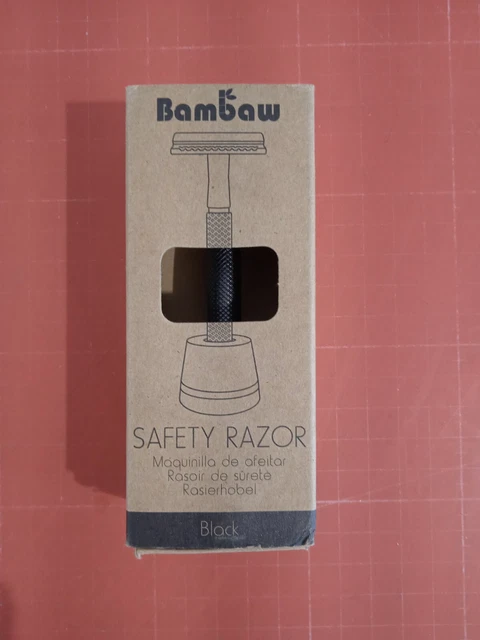 Bambaw
SAFETY RAZOR
Maquinilla de afeitar
Rasoir de sûreté
Rasierhobel
Black